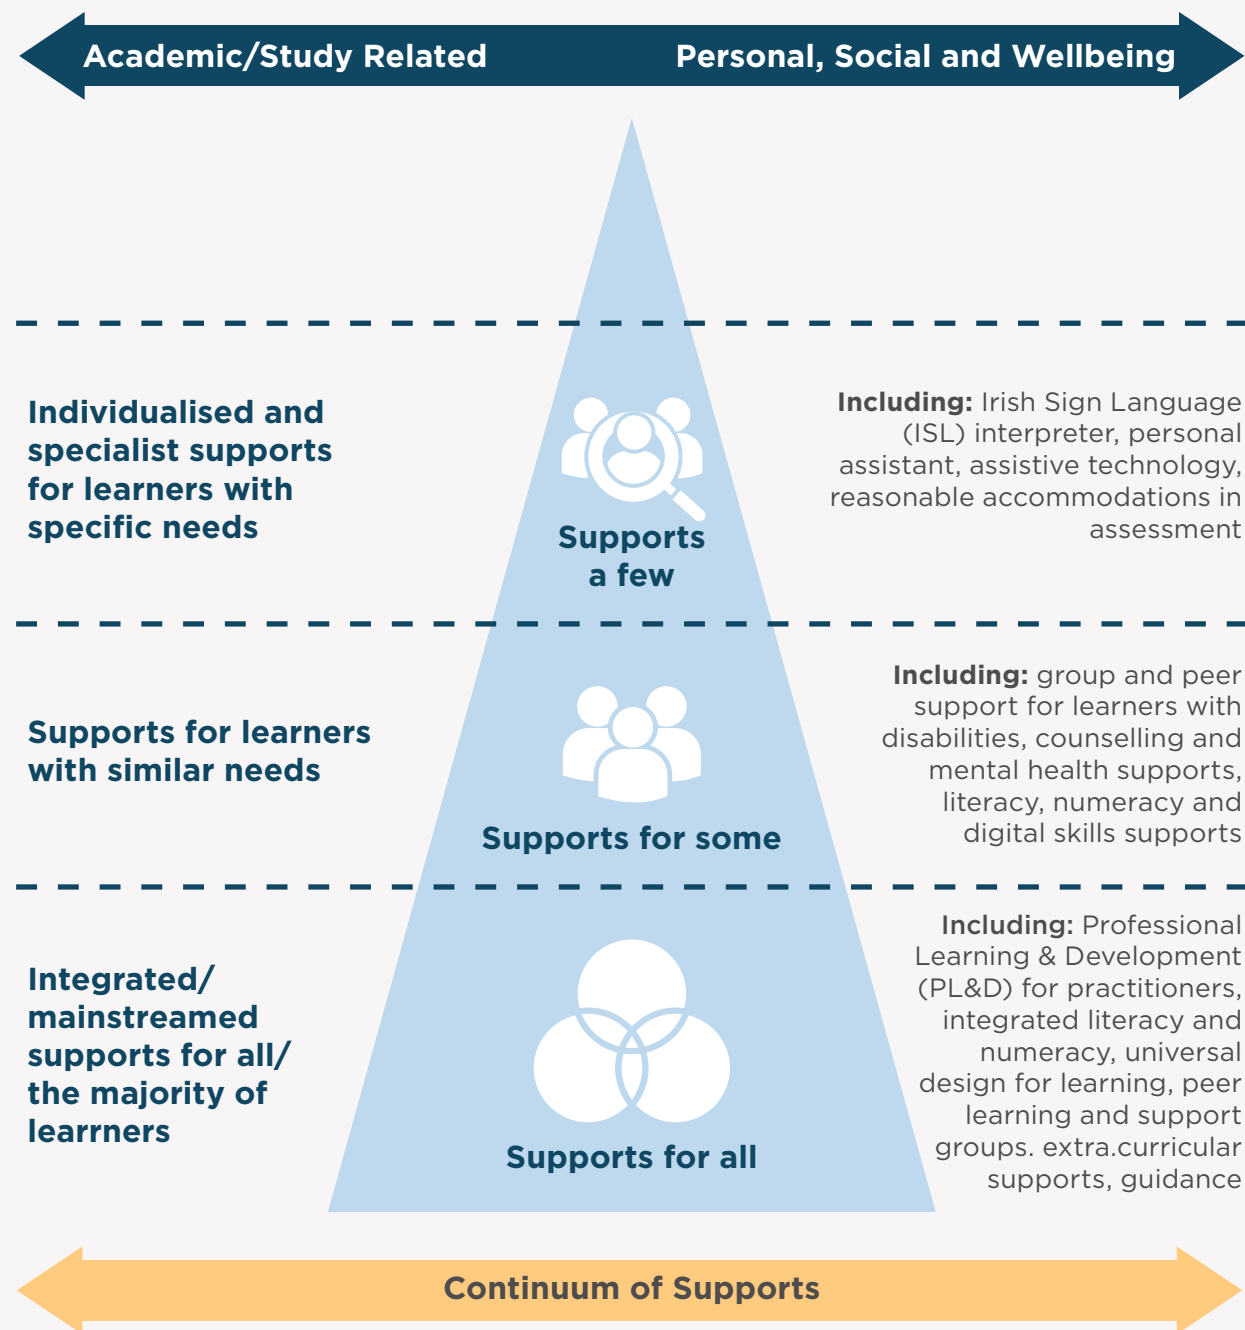 Academic/Study Related
Personal, Social and Wellbeing
Individualised and
specialist supports
for learners with
specific needs
Supports
a few
Including: Irish Sign Language
(ISL) interpreter, personal
assistant, assistive technology,
reasonable accommodations in
assessment
Supports for learners
with similar needs
Supports for some
Including: group and peer
support for learners with
disabilities, counselling and
mental health supports,
literacy, numeracy and
digital skills supports
Integrated/
mainstreamed
supports for all/
the majority of
learrners
Supports for all
Including: Professional
Learning & Development
(PL&D) for practitioners,
integrated literacy and
numeracy, universal
design for learning, peer
learning and support
groups. extra.curricular
supports, guidance
Continuum of Supports